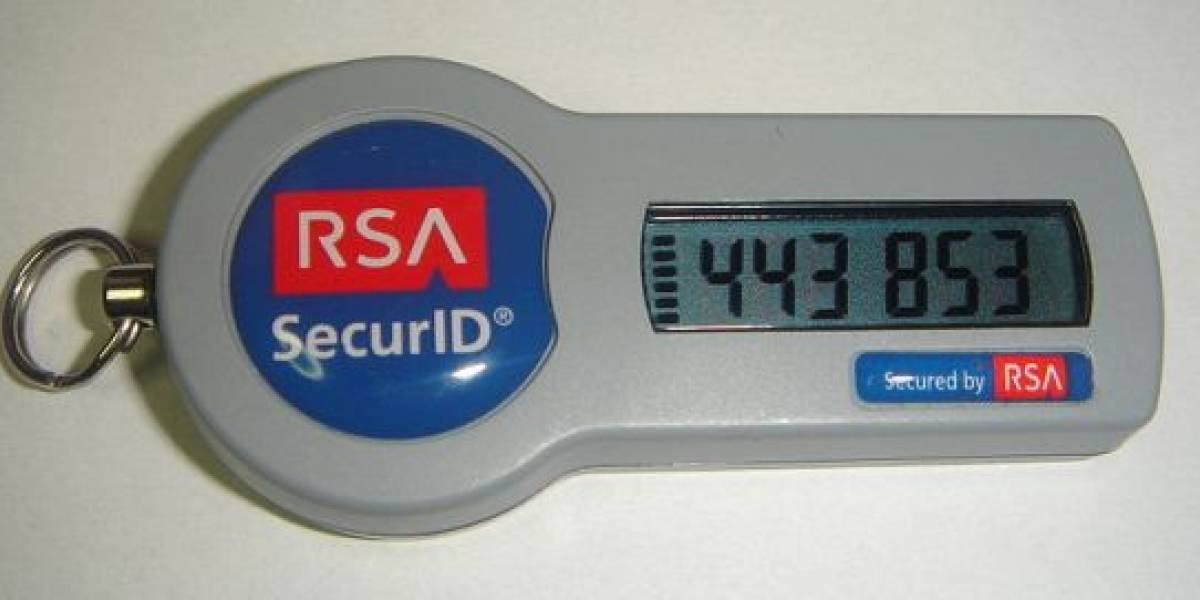 RSA
SecurID®
443 853
Secured by RSA